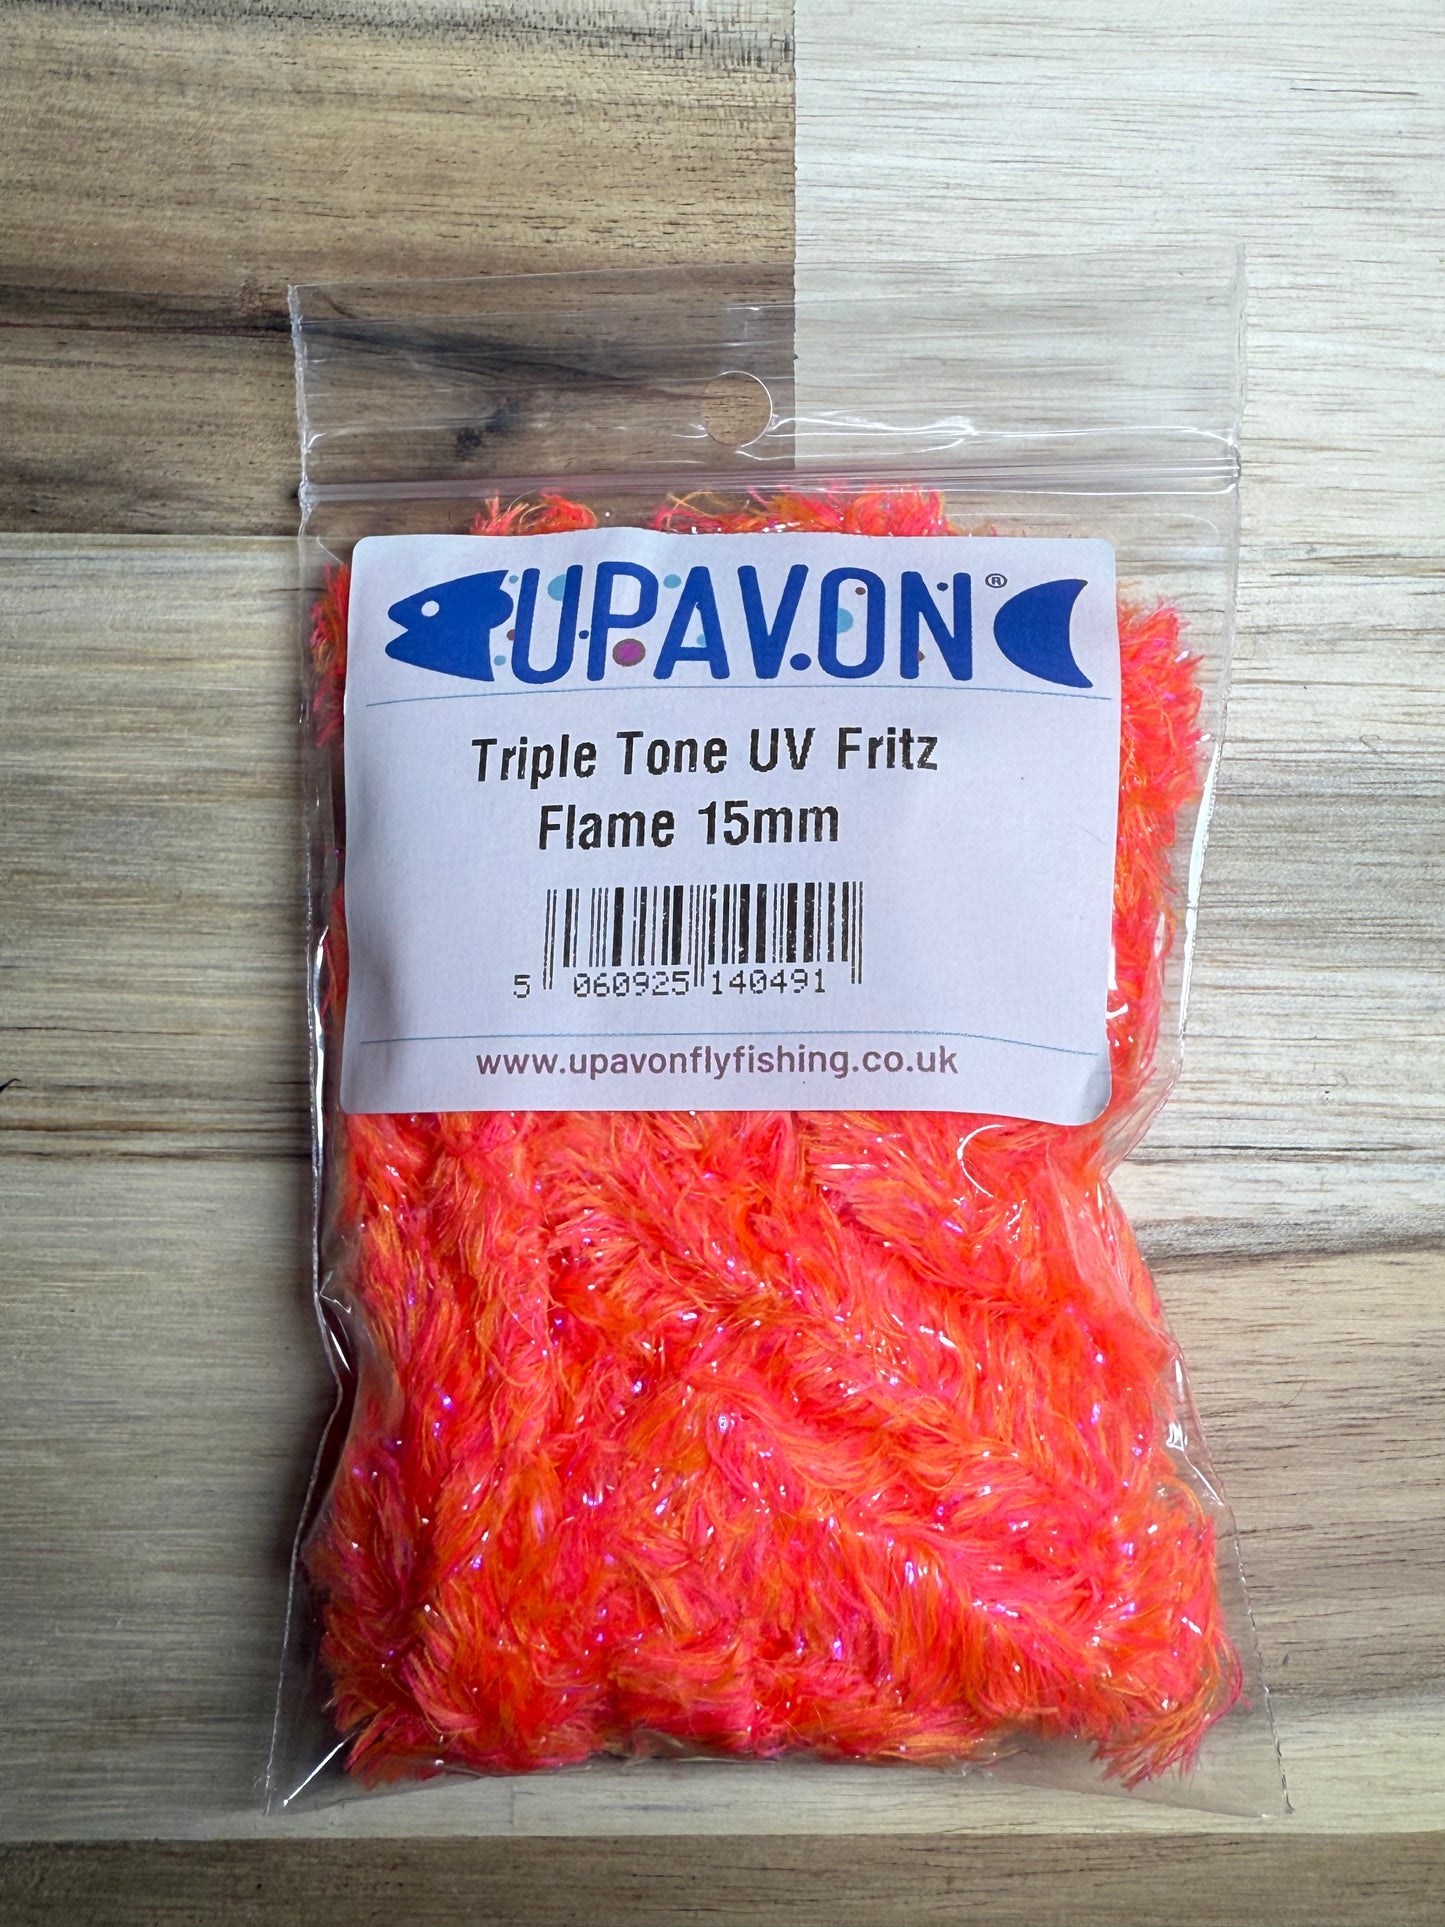 UPAVON®
Triple Tone UV Fritz
Flame 15mm
5 060925 140491
www.upavonflyfishing.co.uk